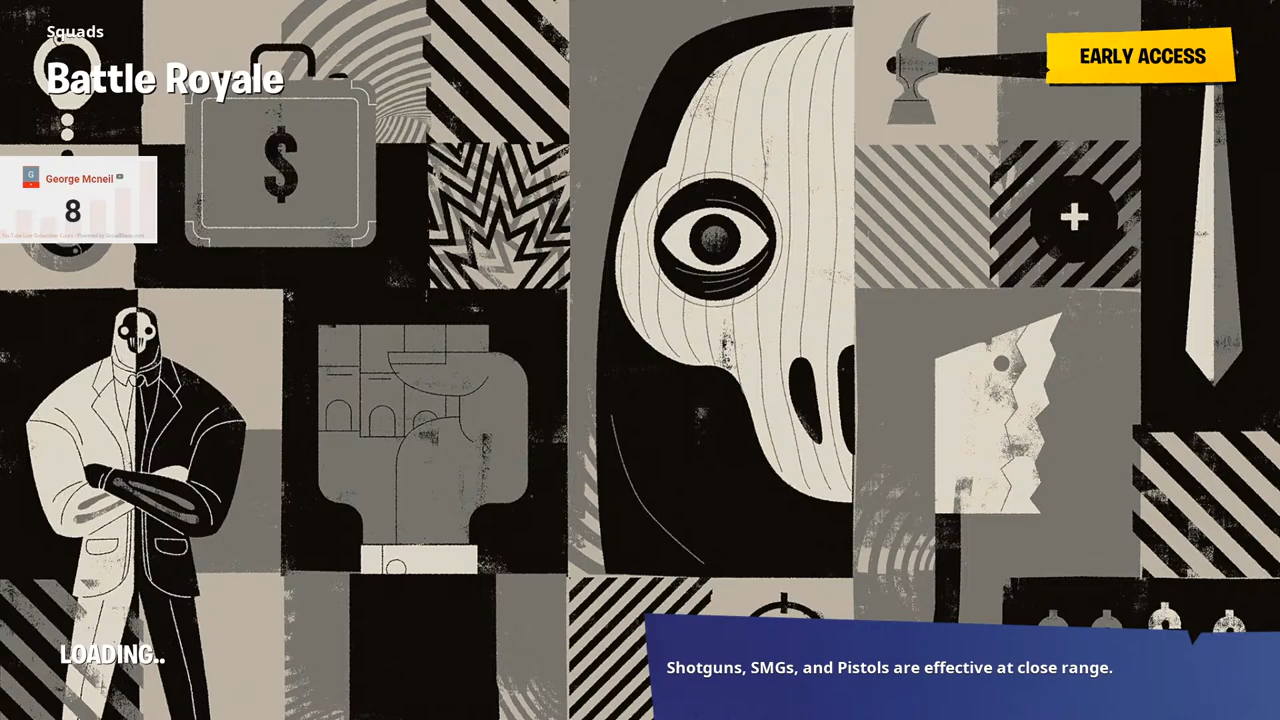 Squads
Battle Royale
EARLY ACCESS
G
George Mcneil
8
$
LOADING..
Shotguns, SMGs, and Pistols are effective at close range.